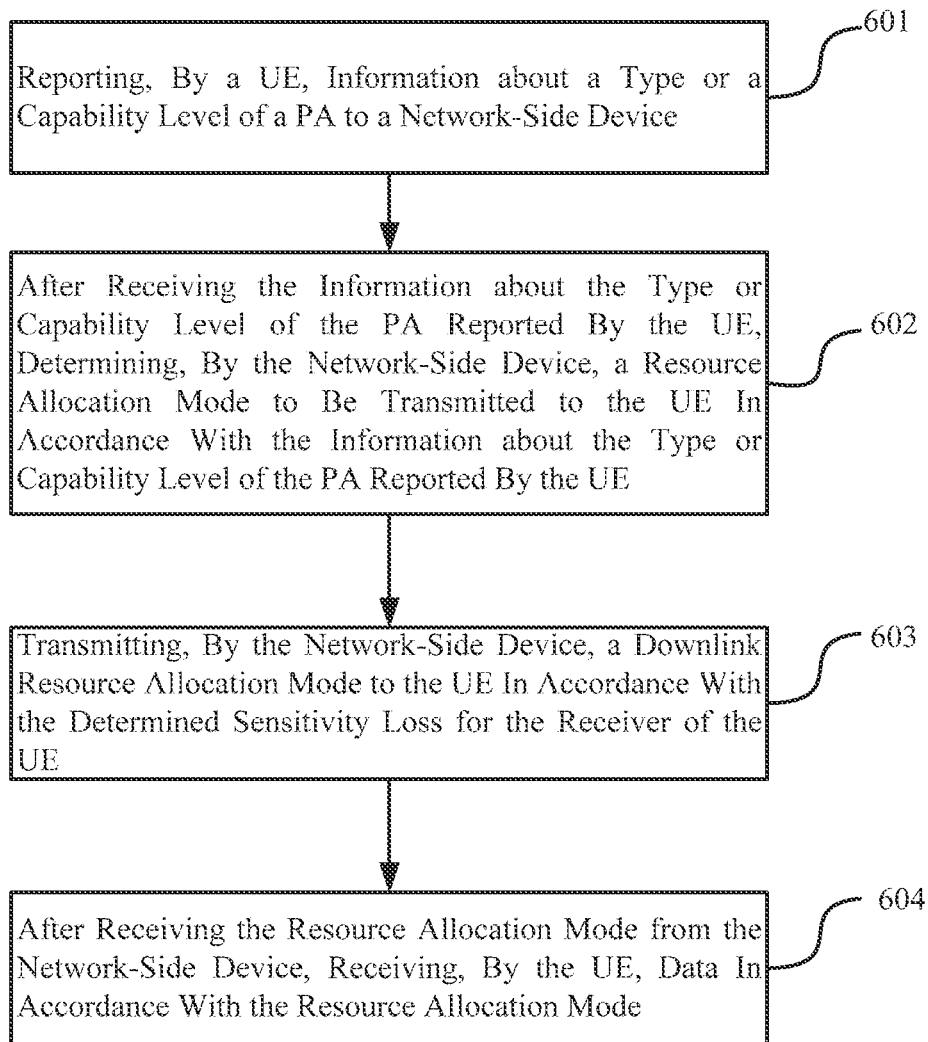 601
Reporting, By a UE, Information about a Type or a
Capability Level of a PA to a Network-Side Device
After Receiving the Information about the Type or
Capability Level of the PA Reported By the UE,
Determining, By the Network-Side Device, a Resource
Allocation Mode to Be Transmitted to the UE In
Accordance With the Information about the Type or
Capability Level of the PA Reported By the UE
602
Transmitting, By the Network-Side Device, a Downlink
Resource Allocation Mode to the UE In Accordance With
the Determined Sensitivity Loss for the Receiver of the
UE
603
After Receiving the Resource Allocation Mode from the
Network-Side Device, Receiving, By the UE, Data In
Accordance With the Resource Allocation Mode
604